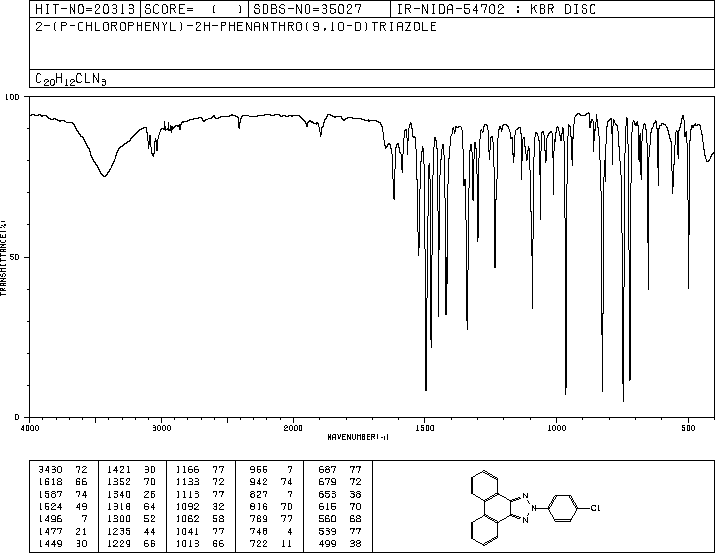 HIT-NO=20313 SCORE= ( ) SDBS-NO=35027 IR-NIDA-54702 : KBR DISC
2-(P-CHLOROPHENYL)-2H-PHENANTHRO(9,10-D)TRIAZOLE
C20H12CLN3
100
50
0
TRANSMITTANCE(%)
4000 3000 2000 1500 1000 500
WAVENUMBER(-1)
3430 72 1421 30 1166 77 966 7 687 77
1618 66 1352 70 1133 72 942 74 679 72
1587 74 1340 26 1113 77 827 7 653 38
1524 49 1318 64 1092 32 816 70 616 70
1496 7 1300 52 1062 58 789 77 560 68
1477 21 1235 44 1041 77 748 4 539 77
1449 30 1229 66 1013 66 722 11 499 38
N
N
N
Cl